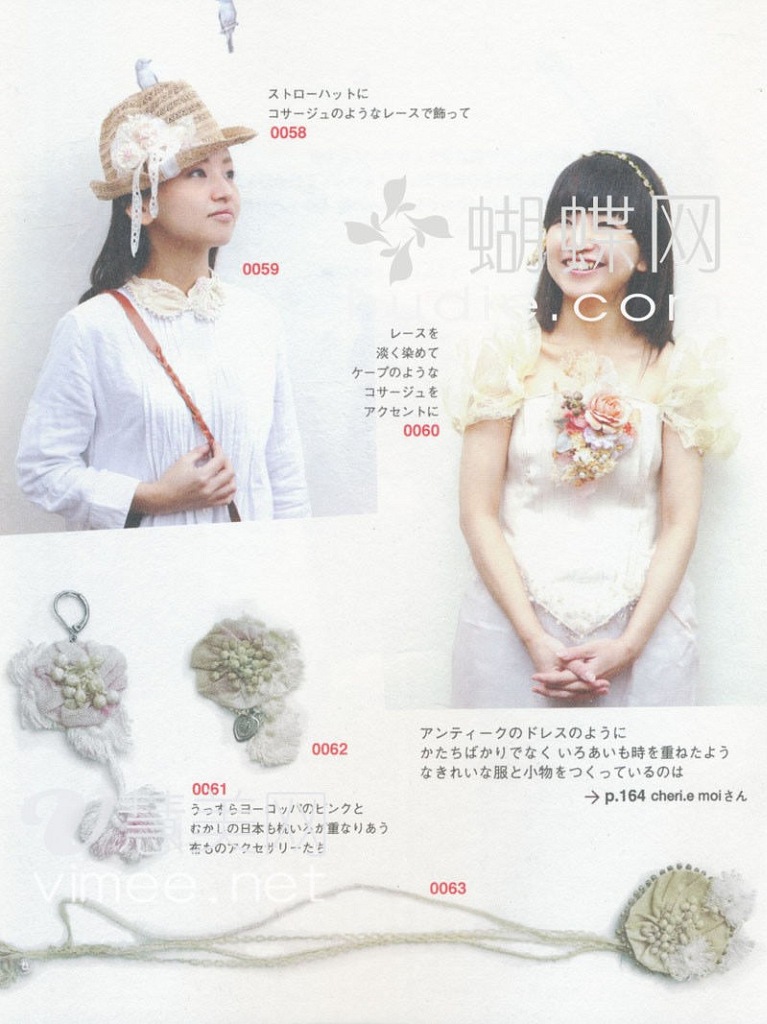 ストローハットに
コサージュのようなレースで飾って
0058
蝴蝶网
.com
0059
レースを
淡く染めて
ケープのような
コサージュを
アクセントに
0060
アンティークのドレスのように
かたちばかりでなく いろあいも時を重ねたよう
なきれいな服と小物をつくっているのは
→ p.164 cheri.e moiさん
0062
0061
うっすらヨーロッパのピンクと
むかしの日本もれいろが重なりあう
布ものアクセサリーたち
vimee.net
0063